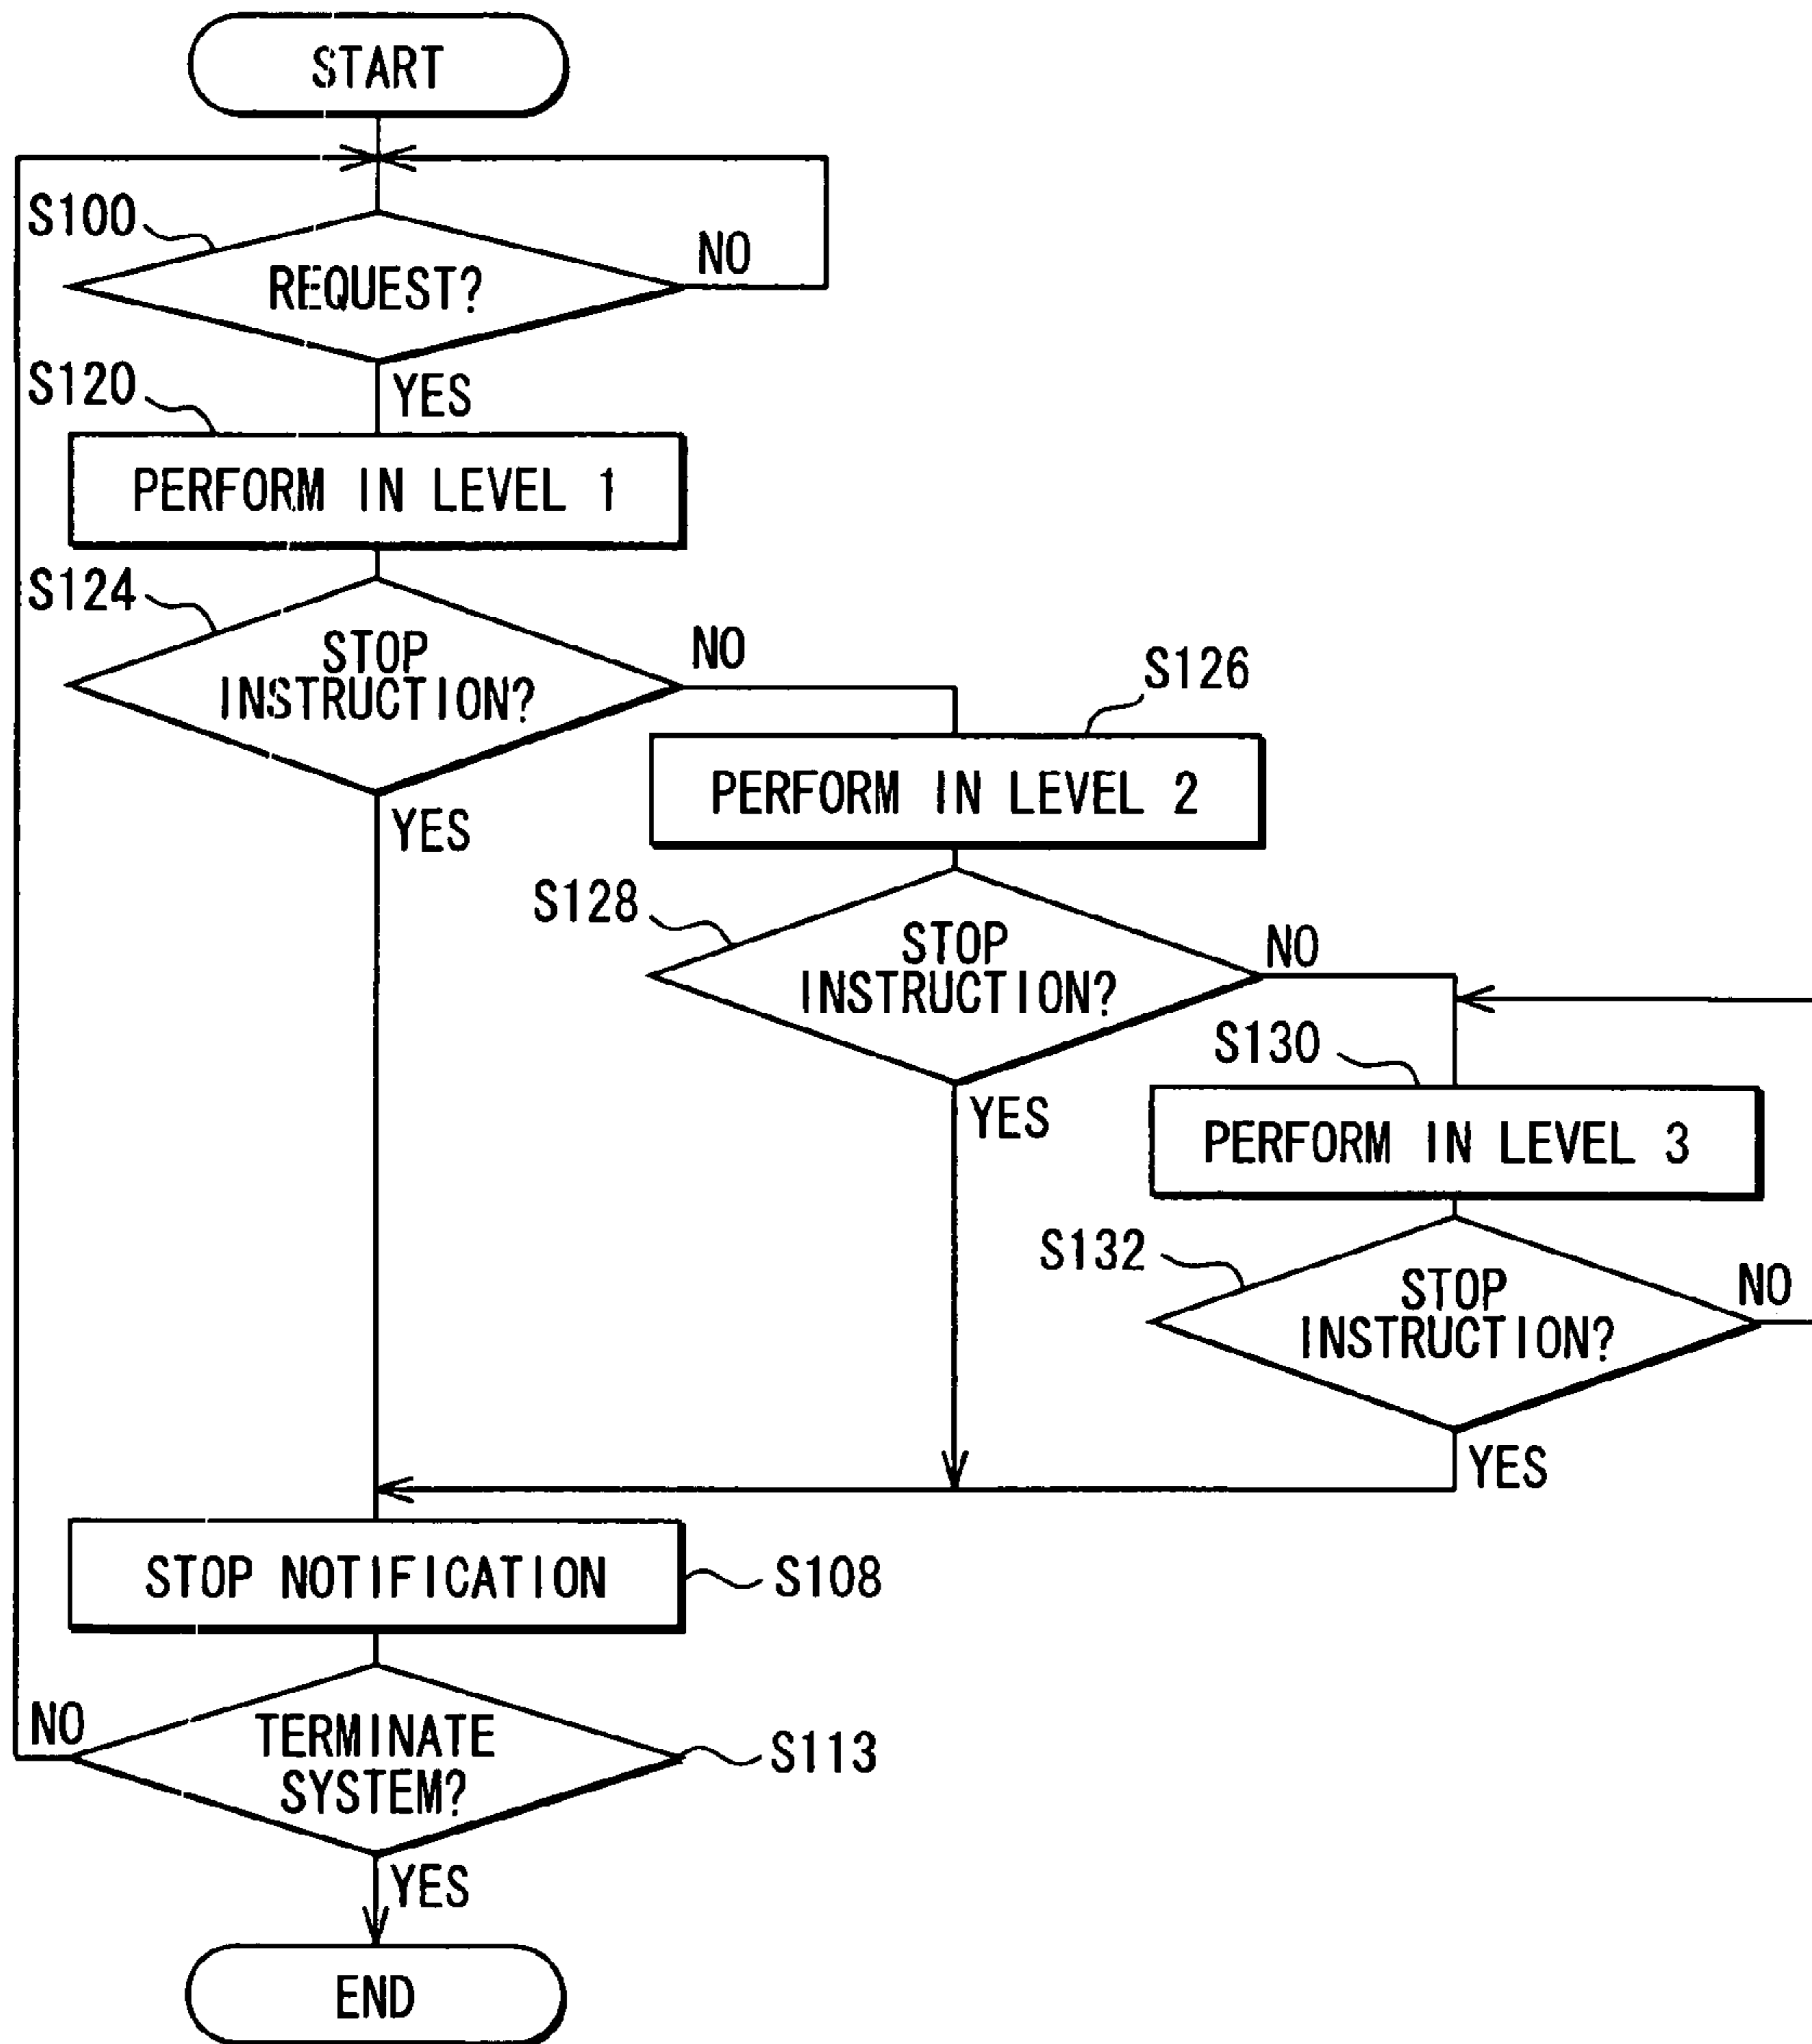 START
S100
REQUEST?
NO
S120
YES
PERFORM IN LEVEL 1
S124
STOP
INSTRUCTION?
NO
S126
PERFORM IN LEVEL 2
YES
S128
STOP
INSTRUCTION?
NO
S130
YES
PERFORM IN LEVEL 3
S132
STOP
INSTRUCTION?
NO
YES
STOP NOTIFICATION
S108
NO
TERMINATE
SYSTEM?
S113
YES
END